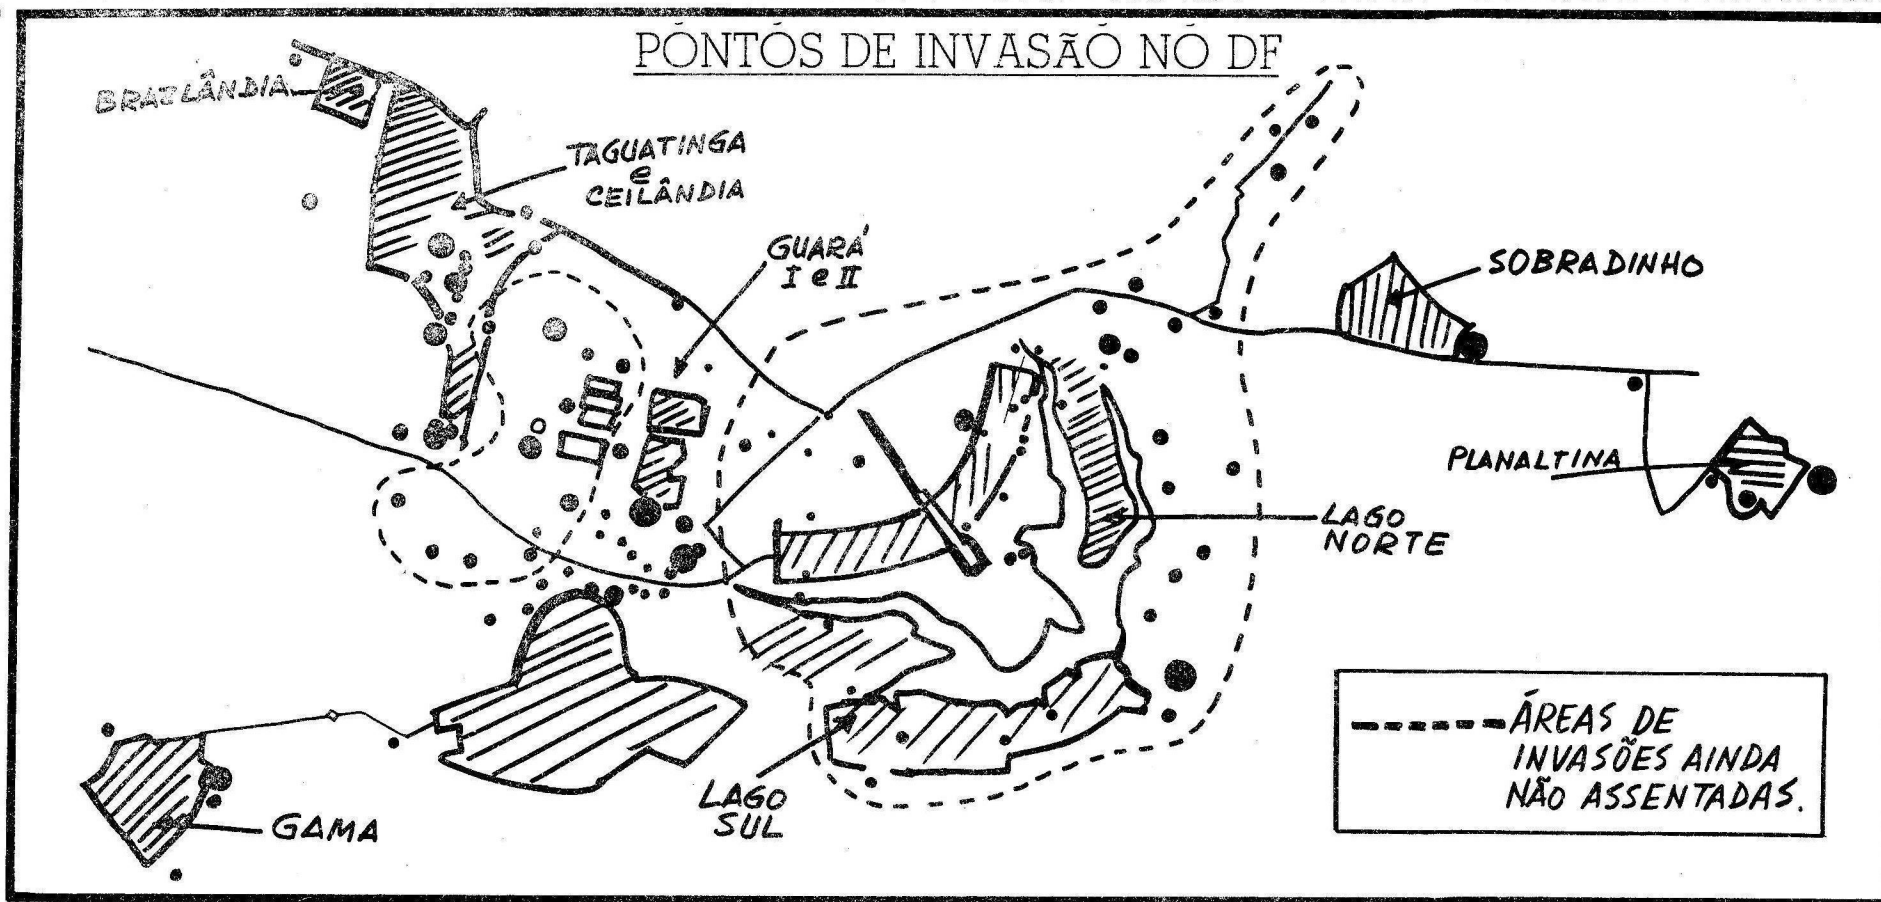 PONTOS DE INVASÃO NO DF
BRAZLÂNDIA
TAGUATINGA
e
CEILÂNDIA
GUARÁ
I e II
SOBRADINHO
PLANALTINA
LAGO
NORTE
LAGO
SUL
GAMA
ÁREAS DE
INVASÕES AINDA
NÃO ASSENTADAS.